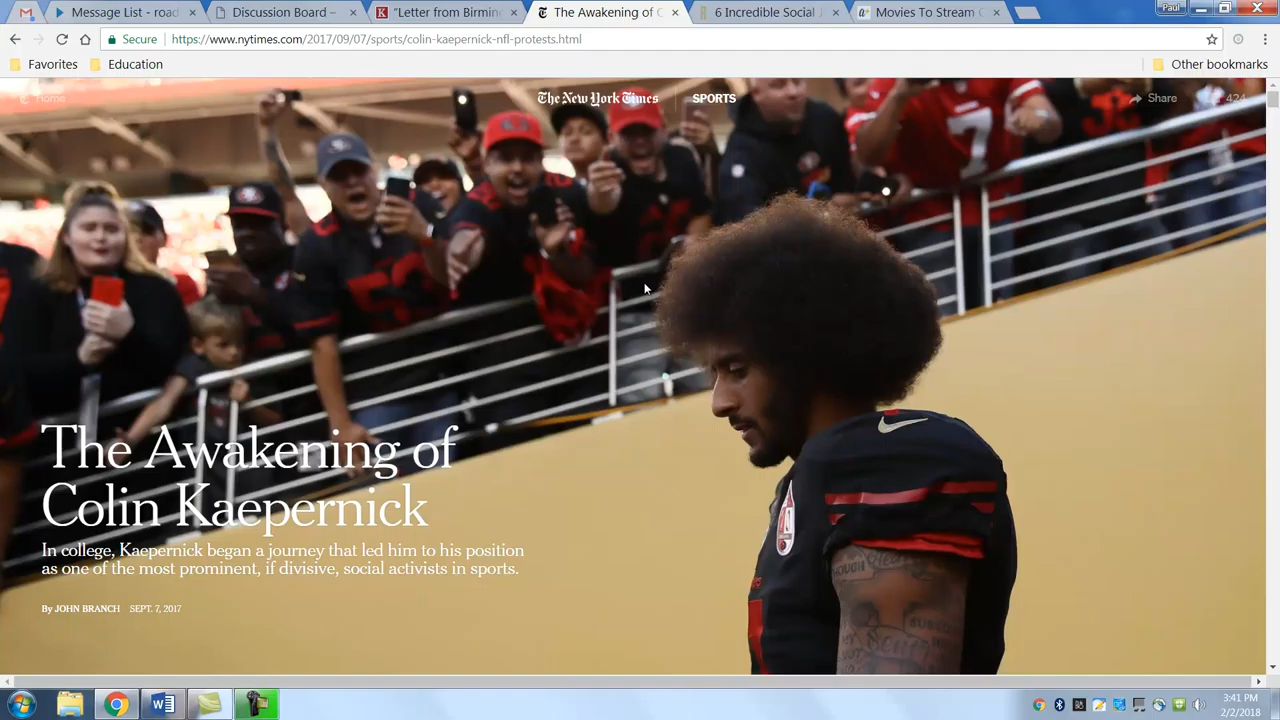 Paul
Message List - road
Discussion Board –
"Letter from Birmin
The Awakening of C
6 Incredible Social J
Movies To Stream C
Secure
https://www.nytimes.com/2017/09/07/sports/colin-kaepernick-nfl-protests.html
Favorites
Education
Other bookmarks
Home
The New York Times
SPORTS
Share
424
7
The Awakening of
Colin Kaepernick
In college, Kaepernick began a journey that led him to his position
as one of the most prominent, if divisive, social activists in sports.
By JOHN BRANCH SEPT. 7, 2017
3:41 PM
2/2/2018